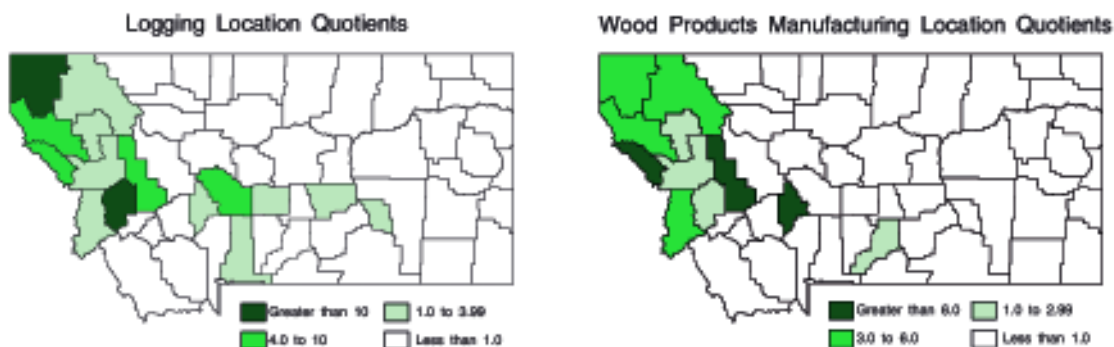 Logging Location Quotients
Wood Products Manufacturing Location Quotients
Greater than 10
1.0 to 3.99
4.0 to 10
Less than 1.0
Greater than 6.0
1.0 to 2.99
3.0 to 6.0
Less than 1.0